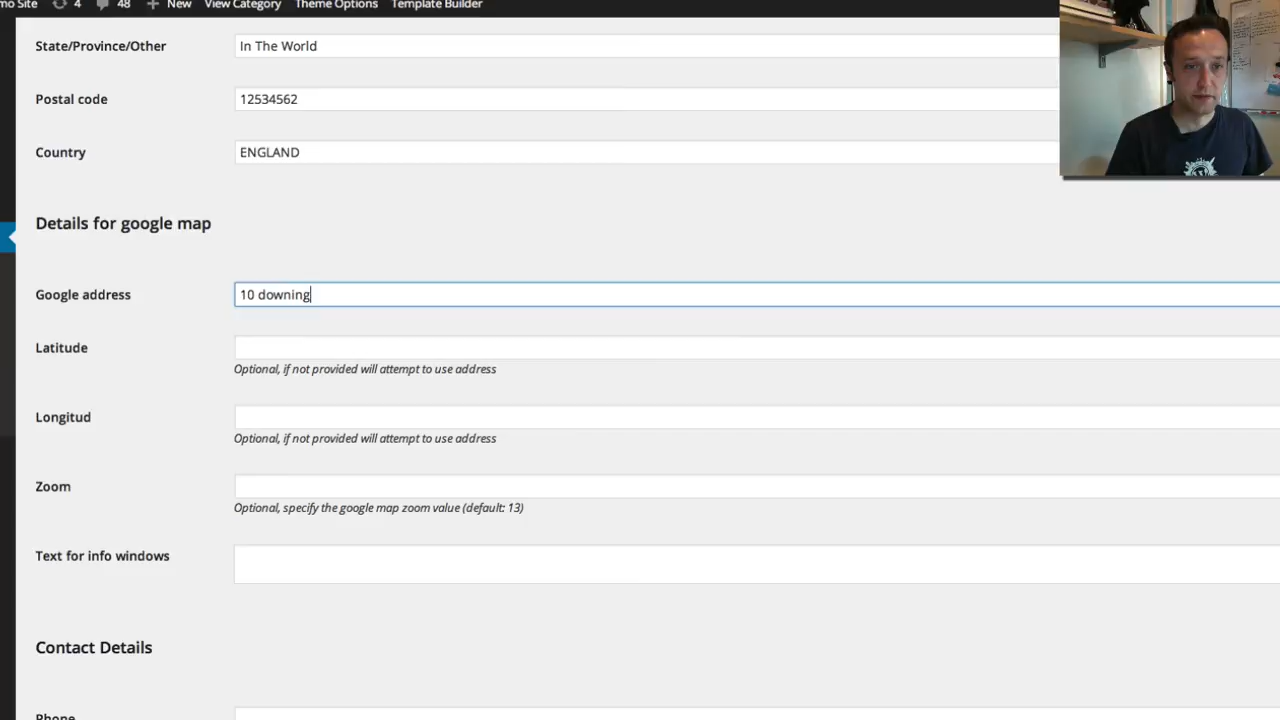 mo Site 4 48 New View Category Theme Options Template Builder
State/Province/Other In The World
Postal code 12534562
Country ENGLAND
Details for google map
Google address 10 downing
Latitude
Optional, if not provided will attempt to use address
Longitud
Optional, if not provided will attempt to use address
Zoom
Optional, specify the google map zoom value (default: 13)
Text for info windows
Contact Details
Phone